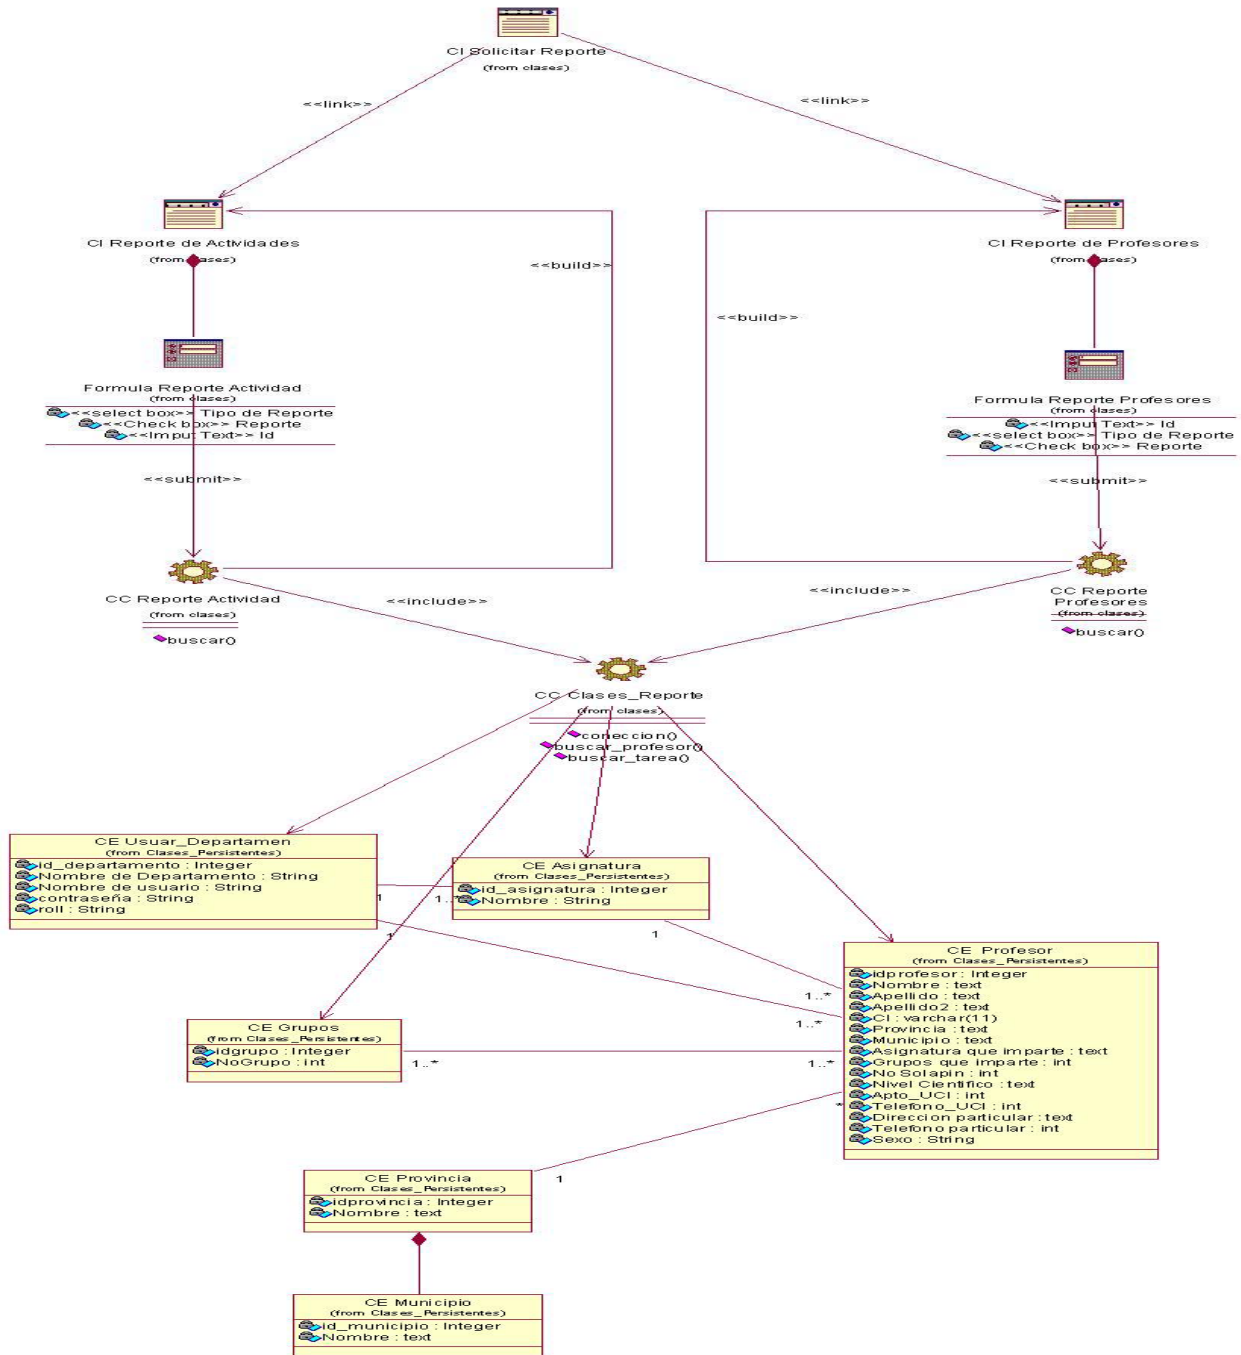 CI Solicitar Reporte
(from clases)
<<link>>
<<link>>
CI Reporte de Actividades
(from clases)
CI Reporte de Profesores
(from clases)
<<build>>
<<build>>
Formula Reporte Actividad
(from clases)
<<select box>> Tipo de Reporte
<<Check box>> Reporte
<<Imput Text>> Id
Formula Reporte Profesores
(from clases)
<<Imput Text>> Id
<<select box>> Tipo de Reporte
<<Check box>> Reporte
<<submit>>
<<submit>>
CC Reporte Actividad
(from clases)
buscar()
CC Reporte
Profesores
(from clases)
buscar()
<<include>>
<<include>>
CC Clases_Reporte
(from clases)
coneccion()
buscar_profesor()
buscar_tarea()
CE Usuar_Departamen
(from Clases_Persistentes)
id_departamento : Integer
Nombre de Departamento : String
Nombre de usuario : String
contraseña : String
roll : String
CE Asignatura
(from Clases_Persistentes)
id_asignatura : Integer
Nombre : String
1
1..*
1
1
CE Profesor
(from Clases_Persistentes)
idprofesor : Integer
Nombre : text
Apellido : text
Apellido2 : text
CI : varchar(11)
Provincia : text
Municipio : text
Asignatura que imparte : text
Grupos que imparte : int
No Solapin : int
Nivel Cientifico : text
Apto_UCI : int
Telefono_UCI : int
Direccion particular : text
Telefono particular : int
Sexo : String
1..*
1..*
CE Grupos
(from Clases_Persistentes)
idgrupo : Integer
NoGrupo : int
1..*
1..*
*
1
CE Provincia
(from Clases_Persistentes)
idprovincia : Integer
Nombre : text
CE Municipio
(from Clases_Persistentes)
id_municipio : Integer
Nombre : text